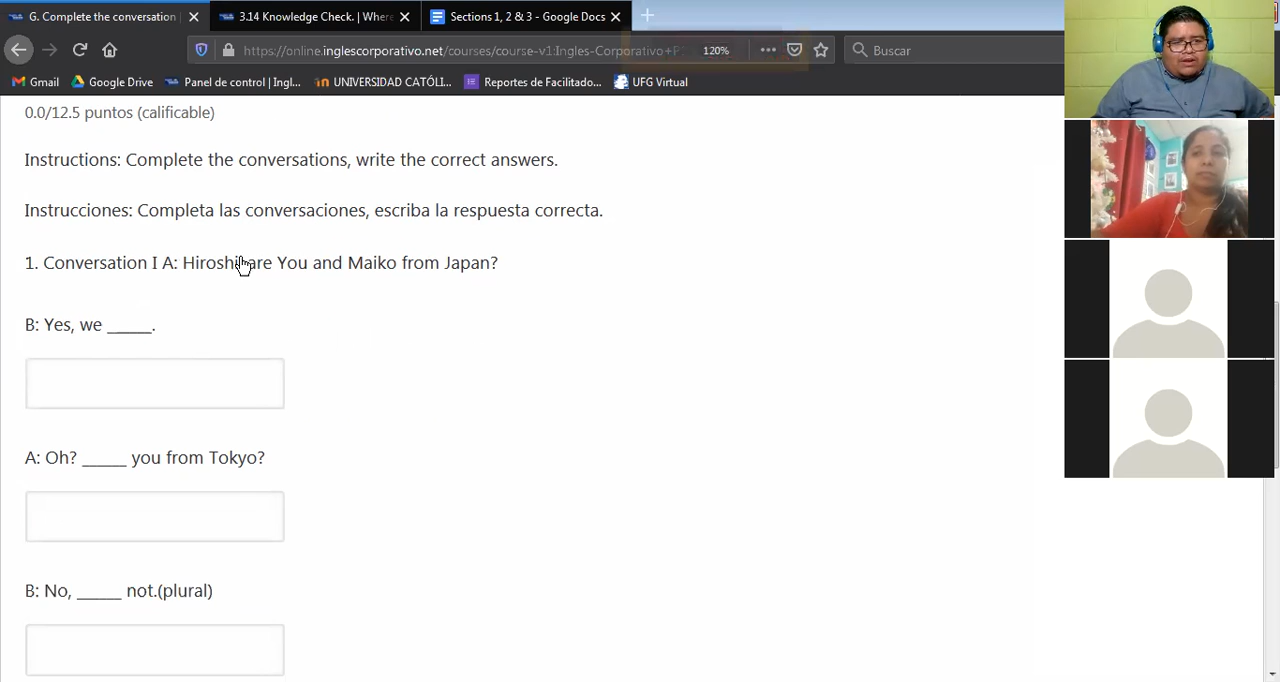 G. Complete the conversation
3.14 Knowledge Check. | Where
Sections 1, 2 & 3 - Google Docs
https://online.inglescorporativo.net/courses/course-v1:Ingles-Corporativo+P
120%
Buscar
Gmail
Google Drive
Panel de control | Ingl...
UNIVERSIDAD CATÓLI...
Reportes de Facilitado...
UFG Virtual
0.0/12.5 puntos (calificable)
Instructions: Complete the conversations, write the correct answers.
Instrucciones: Completa las conversaciones, escriba la respuesta correcta.
1. Conversation I A: Hiroshi are You and Maiko from Japan?
B: Yes, we _____.
A: Oh? _____ you from Tokyo?
B: No, _____ not.(plural)